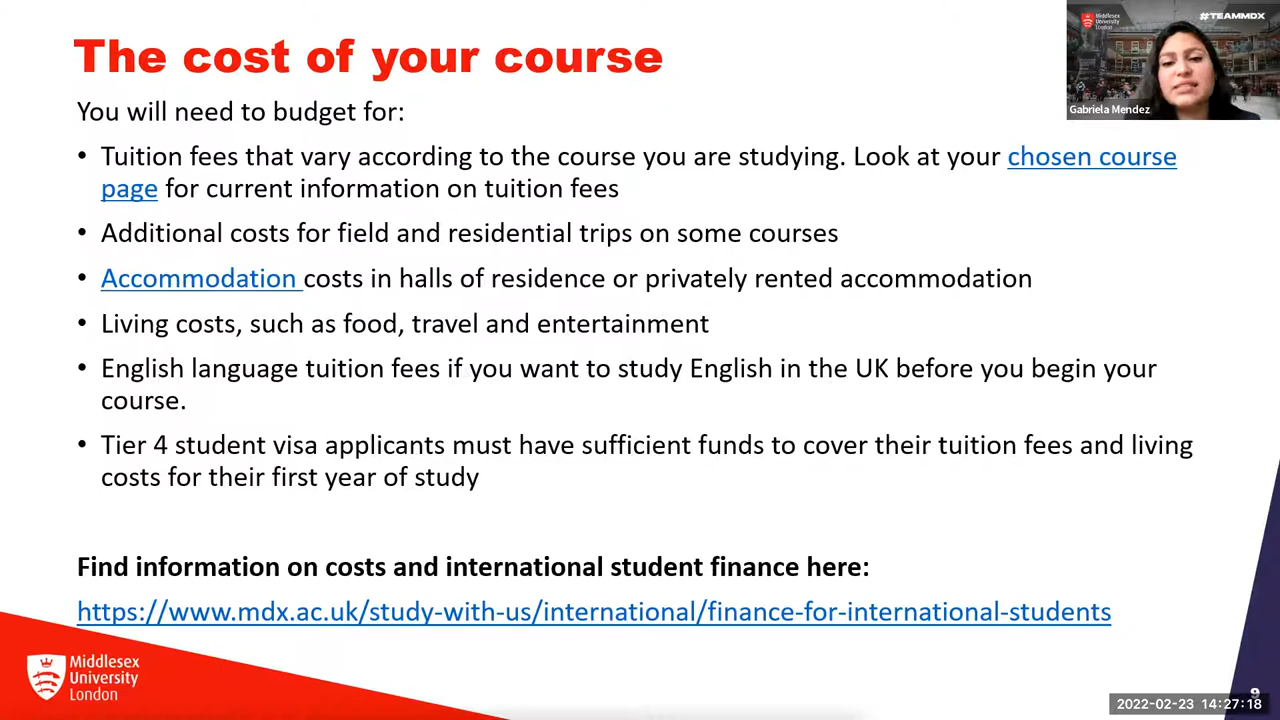 The cost of your course
You will need to budget for:
• Tuition fees that vary according to the course you are studying. Look at your chosen course
page for current information on tuition fees
• Additional costs for field and residential trips on some courses
• Accommodation costs in halls of residence or privately rented accommodation
• Living costs, such as food, travel and entertainment
• English language tuition fees if you want to study English in the UK before you begin your
course.
• Tier 4 student visa applicants must have sufficient funds to cover their tuition fees and living
costs for their first year of study
Find information on costs and international student finance here:
https://www.mdx.ac.uk/study-with-us/international/finance-for-international-students
Middlesex
University
London
#TEAMMDX
Gabriela Mendez
Middlesex
University
London
9
2022-02-23 14:27:18